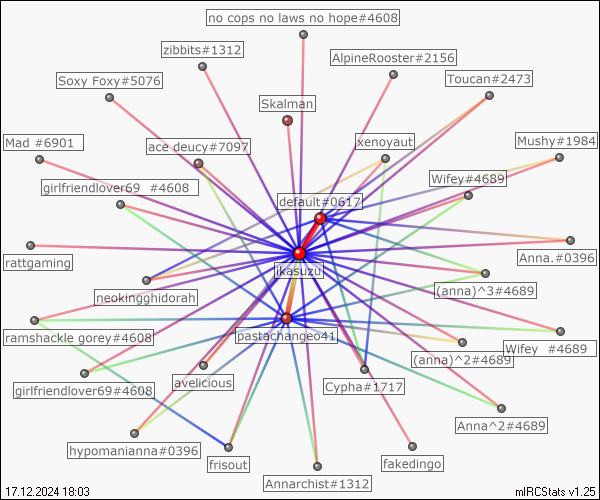 no cops no laws no hope#4608
zibbits#1312
AlpineRooster#2156
Soxy Foxy#5076
Toucan#2473
Skalman
Mad #6901
ace deucy#7097
xenoyaut
Mushy#1984
girlfriendlover69 #4608
Wifey#4689
default#0617
rattgaming
Anna.#0396
ikasuzu
neokingghidorah
(anna)^3#4689
ramshackle gorey#4608
pastachangeo41
(anna)^2#4689
Wifey #4689
girlfriendlover69#4608
avelicious
Cypha#1717
Anna^2#4689
hypomanianna#0396
frisout
fakedingo
Annarchist#1312
17.12.2024 18:03
mIRCStats v1.25